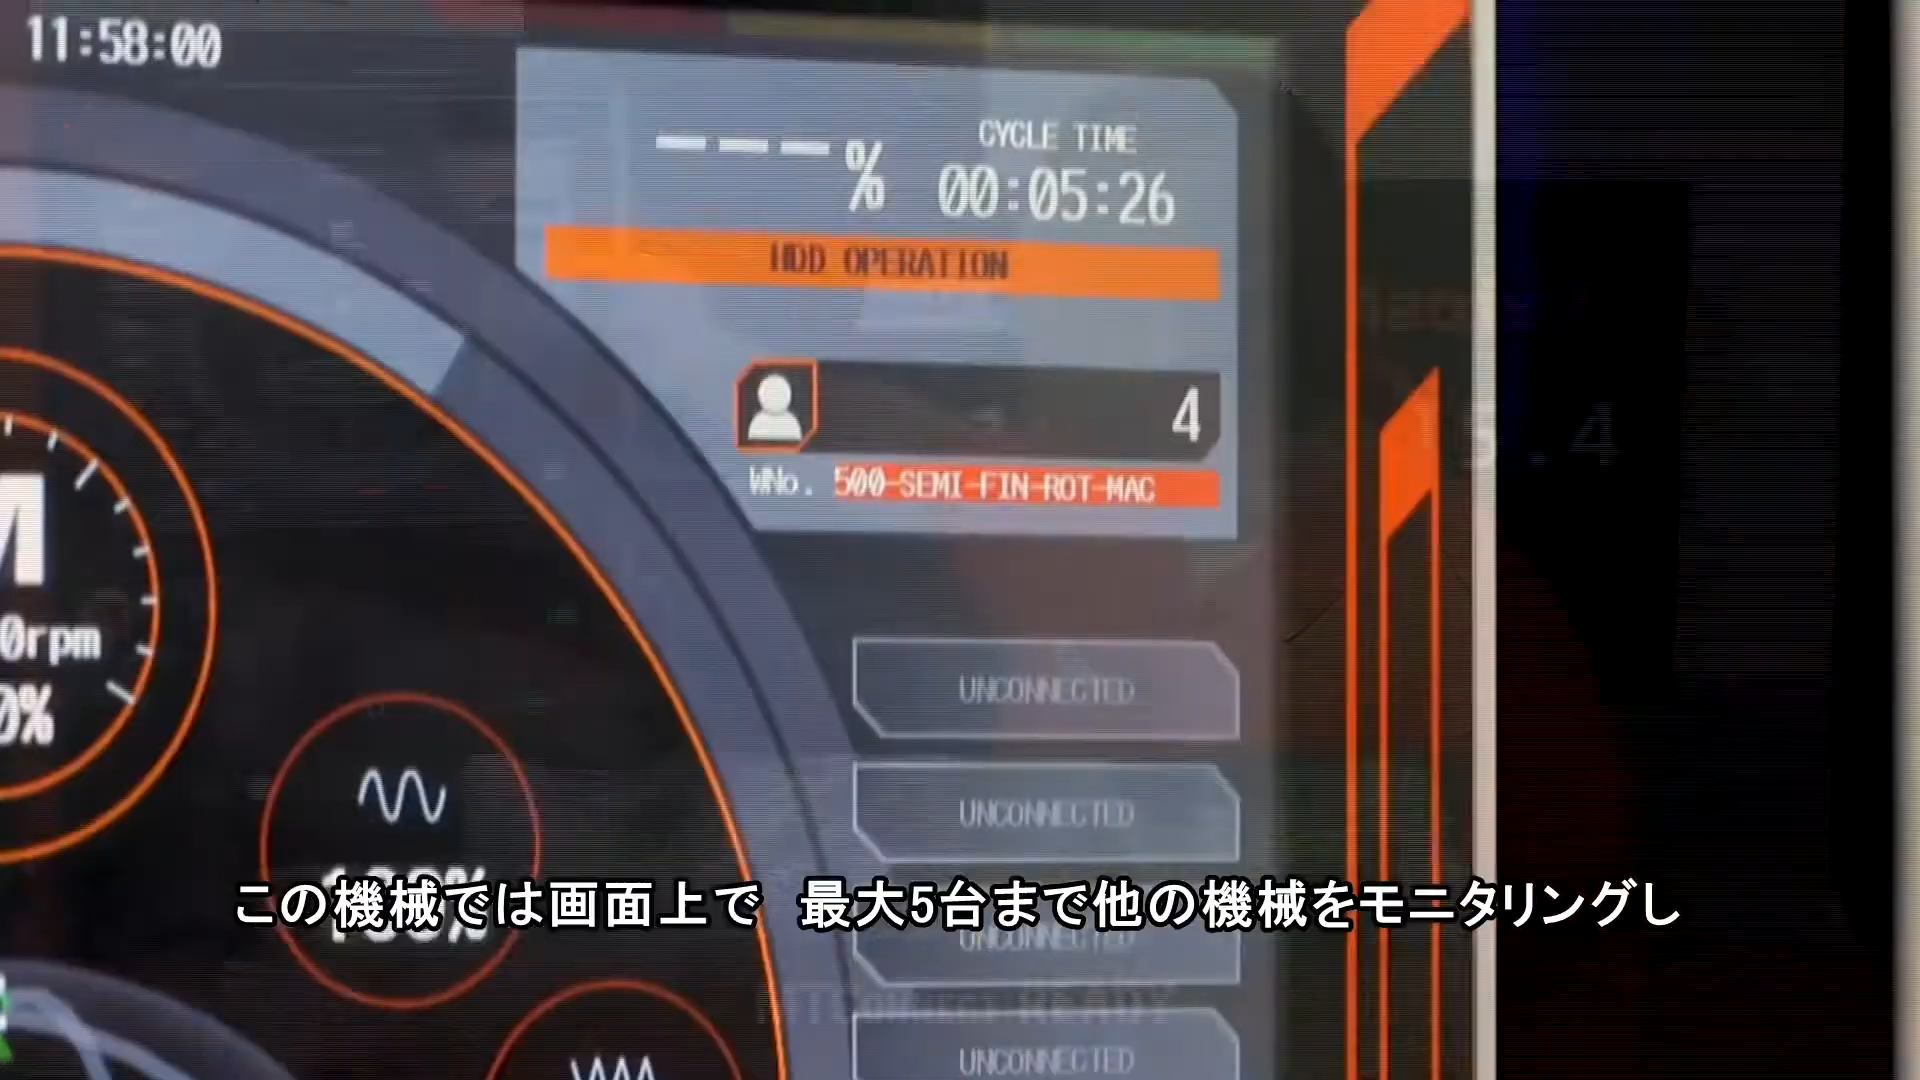 11:58:00
CYCLE TIME
---%
00:05:26
HDD OPERATION
4
WNo. 500-SEMI-FIN-ROT-MAC
0rpm
0%
UNCONNECTED
UNCONNECTED
この機械では画面上で 最大5台まで他の機械をモニタリングし
UNCONNECTED
UNCONNECTED